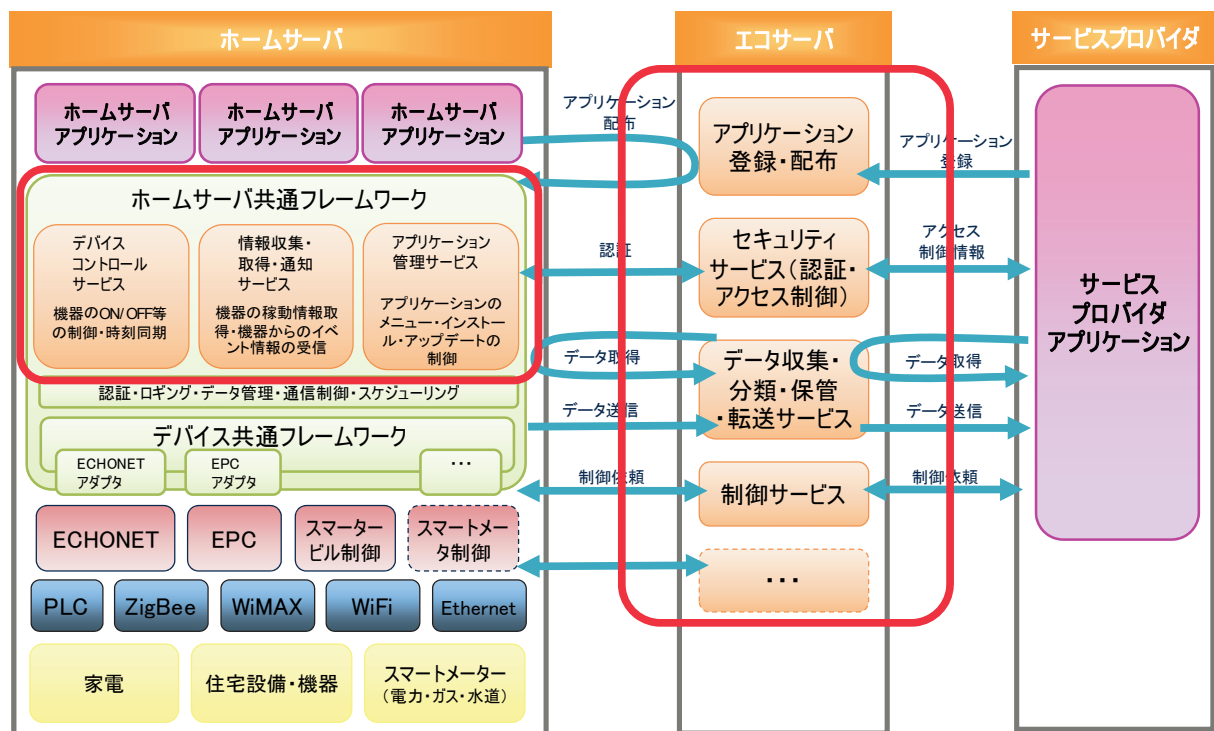 ホームサーバ
エコサーバ
サービスプロバイダ
ホームサーバ
アプリケーション
ホームサーバ
アプリケーション
ホームサーバ
アプリケーション
ホームサーバ共通フレームワーク
デバイス
コントロール
サービス
機器のON/OFF等
の制御・時刻同期
情報収集・
取得・通知
サービス
機器の稼動情報取
得・機器からのイベ
ント情報の受信
アプリケーション
管理サービス
アプリケーションの
メニュー・インストー
ル・アップデートの
制御
認証・ロギング・データ管理・通信制御・スケジューリング
デバイス共通フレームワーク
ECHONET
アダプタ
EPC
アダプタ
・・・
ECHONET
EPC
スマーター
ビル制御
スマートメー
タ制御
PLC
ZigBee
WiMAX
WiFi
Ethernet
家電
住宅設備・機器
スマートメーター
（電力・ガス・水道）
アプリケーション
配布
認証
データ取得
データ送信
制御依頼
アプリケーション
登録・配布
セキュリティ
サービス（認証・
アクセス制御）
データ収集・
分類・保管
・転送サービス
制御サービス
・・・
アプリケーション
登録
アクセス
制御情報
データ取得
データ送信
制御依頼
サービス
プロバイダ
アプリケーション